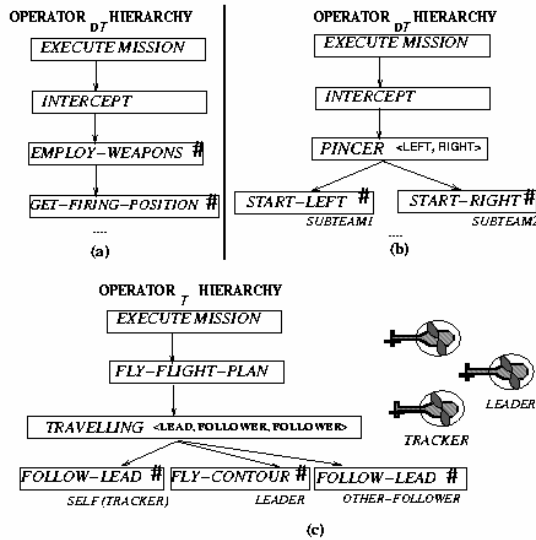 OPERATOR DT HIERARCHY
EXECUTE MISSION
INTERCEPT
EMPLOY-WEAPONS #
GET-FIRING-POSITION #
....
(a)
OPERATOR DT HIERARCHY
EXECUTE MISSION
INTERCEPT
PINCER <LEFT, RIGHT>
START-LEFT # START-RIGHT #
SUBTEAM1 SUBTEAM2
....
(b)
OPERATOR T HIERARCHY
EXECUTE MISSION
FLY-FLIGHT-PLAN
TRAVELLING <LEAD, FOLLOWER, FOLLOWER>
FOLLOW-LEAD # FLY-CONTOUR # FOLLOW-LEAD #
SELF (TRACKER) LEADER OTHER-FOLLOWER
LEADER
TRACKER
(c)